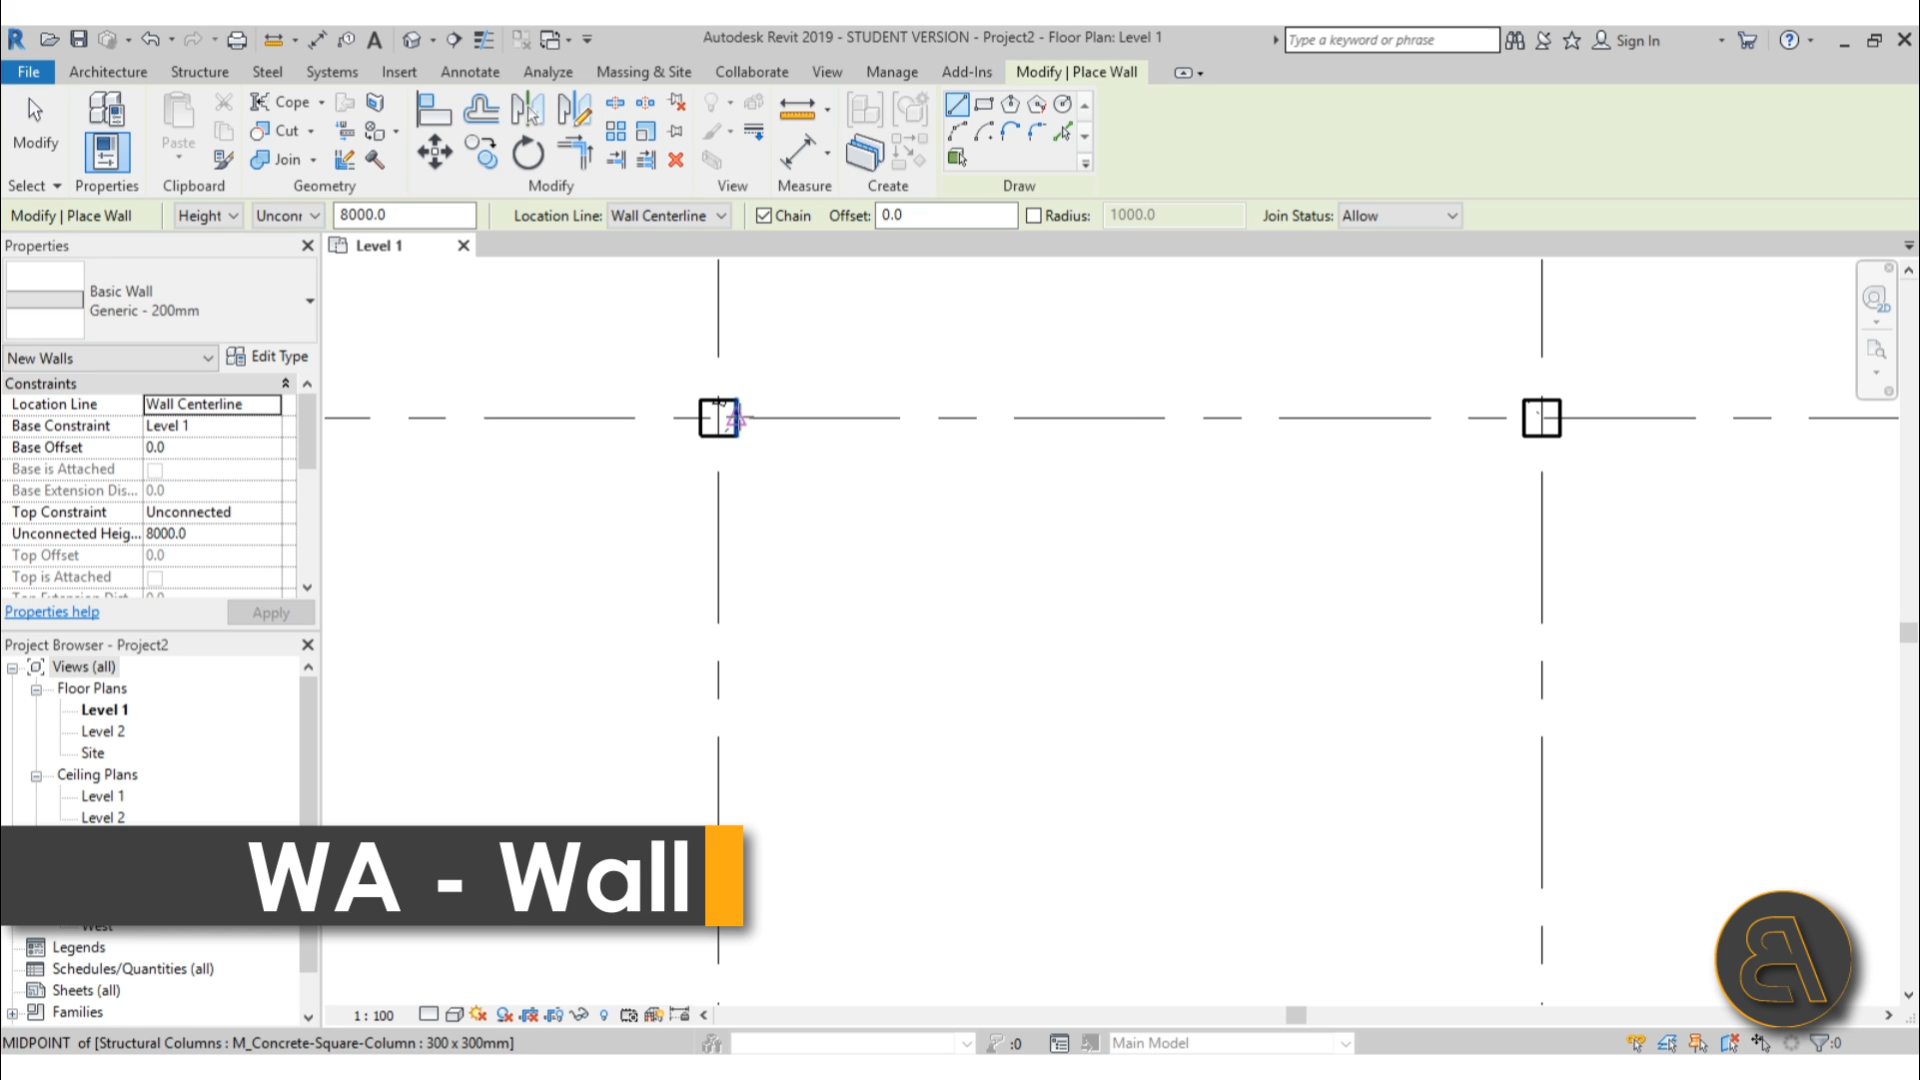 Autodesk Revit 2019 - STUDENT VERSION - Project2 - Floor Plan: Level 1
Type a keyword or phrase
Sign In
File Architecture Structure Steel Systems Insert Annotate Analyze Massing & Site Collaborate View Manage Add-Ins Modify | Place Wall
Modify
Paste
Cope
Cut
Join
Select Properties Clipboard Geometry Modify View Measure Create Draw
Modify | Place Wall Height Uncon 8000.0 Location Line: Wall Centerline Chain Offset: 0.0 Radius: 1000.0 Join Status: Allow
Properties
Level 1
Basic Wall
Generic - 200mm
New Walls Edit Type
Constraints
Location Line Wall Centerline
Base Constraint Level 1
Base Offset 0.0
Base is Attached
Base Extension Dis... 0.0
Top Constraint Unconnected
Unconnected Heig... 8000.0
Top Offset 0.0
Top is Attached
Properties help Apply
Project Browser - Project2
Views (all)
Floor Plans
Level 1
Level 2
Site
Ceiling Plans
Level 1
Level 2
WA - Wall
West
Legends
Schedules/Quantities (all)
Sheets (all)
Families
1 : 100
2D
MIDPOINT of [Structural Columns : M_Concrete-Square-Column : 300 x 300mm]
:0
Main Model
:0